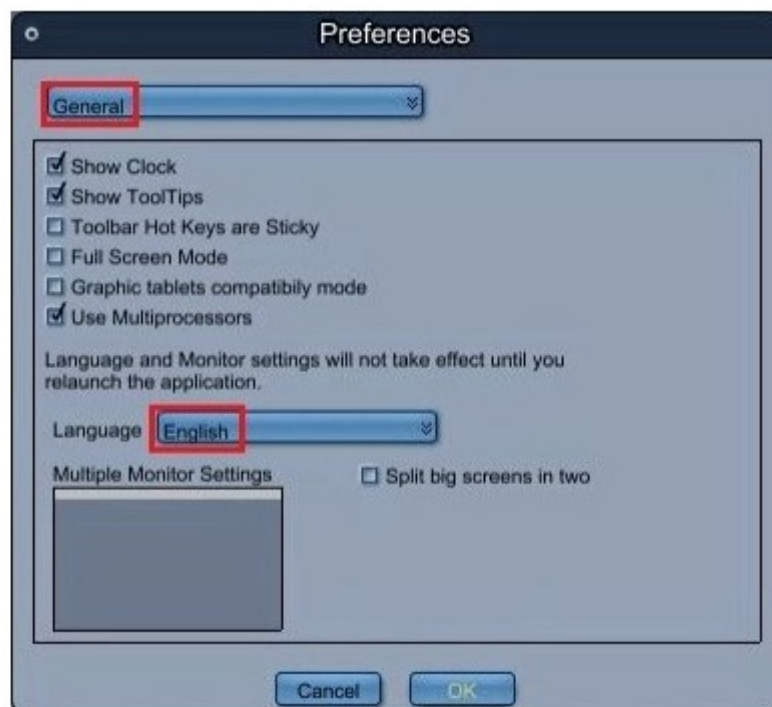 Preferences
General
Show Clock
Show ToolTips
Toolbar Hot Keys are Sticky
Full Screen Mode
Graphic tablets compatibily mode
Use Multiprocessors
Language and Monitor settings will not take effect until you
relaunch the application.
Language English
Multiple Monitor Settings Split big screens in two
Cancel OK